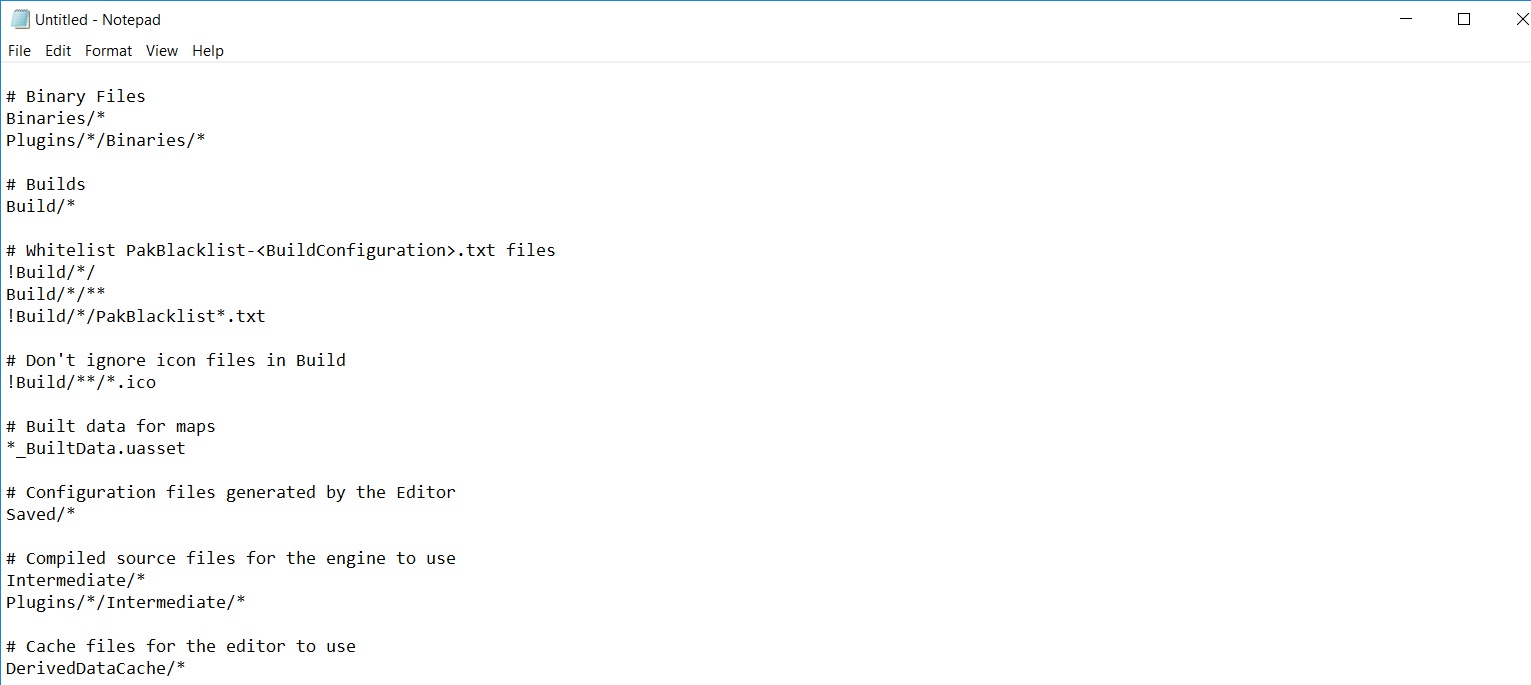 Untitled - Notepad
File Edit Format View Help
# Binary Files
Binaries/*
Plugins/*/Binaries/*
# Builds
Build/*
# Whitelist PakBlacklist-<BuildConfiguration>.txt files
!Build/*/
Build/*/**
!Build/*/PakBlacklist*.txt
# Don't ignore icon files in Build
!Build/**/*.ico
# Built data for maps
*_BuiltData.uasset
# Configuration files generated by the Editor
Saved/*
# Compiled source files for the engine to use
Intermediate/*
Plugins/*/Intermediate/*
# Cache files for the editor to use
DerivedDataCache/*